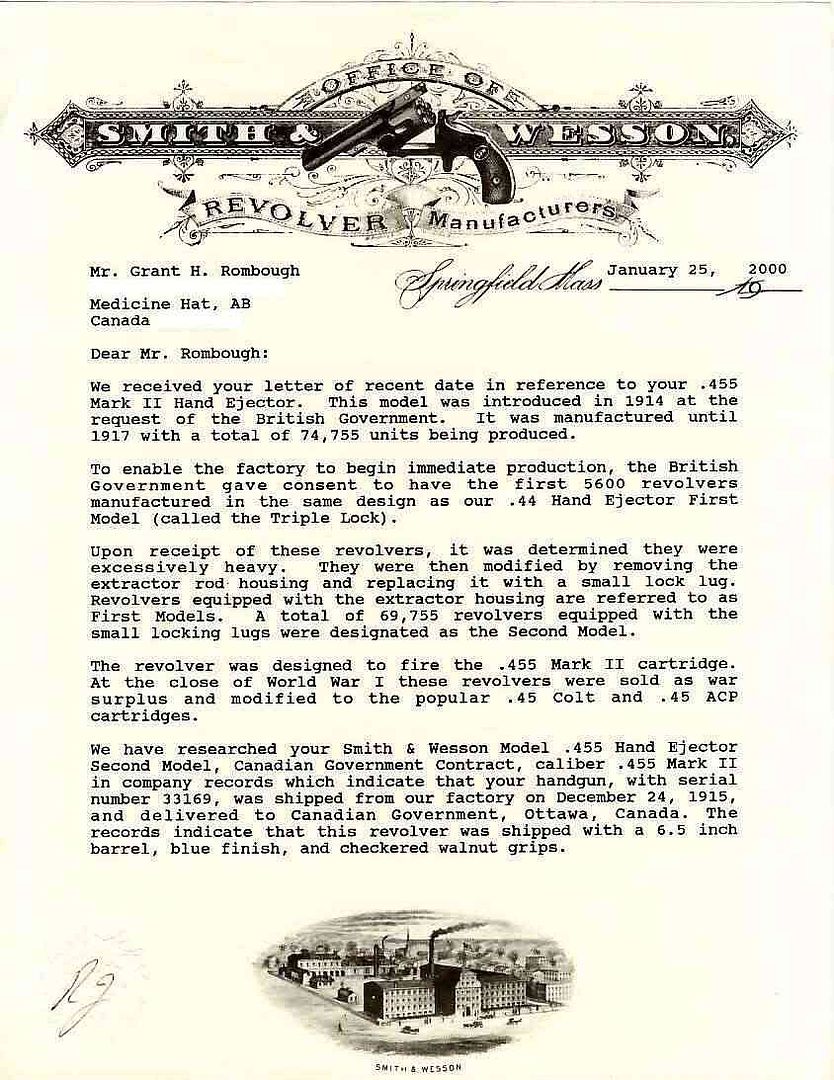 OFFICE OF
SMITH & WESSON.
REVOLVER Manufacturers
Mr. Grant H. Rombough
Springfield Mass January 25, 2000
19
Medicine Hat, AB
Canada
Dear Mr. Rombough:
We received your letter of recent date in reference to your .455
Mark II Hand Ejector. This model was introduced in 1914 at the
request of the British Government. It was manufactured until
1917 with a total of 74,755 units being produced.
To enable the factory to begin immediate production, the British
Government gave consent to have the first 5600 revolvers
manufactured in the same design as our .44 Hand Ejector First
Model (called the Triple Lock).
Upon receipt of these revolvers, it was determined they were
excessively heavy. They were then modified by removing the
extractor rod housing and replacing it with a small lock lug.
Revolvers equipped with the extractor housing are referred to as
First Models. A total of 69,755 revolvers equipped with the
small locking lugs were designated as the Second Model.
The revolver was designed to fire the .455 Mark II cartridge.
At the close of World War I these revolvers were sold as war
surplus and modified to the popular .45 Colt and .45 ACP
cartridges.
We have researched your Smith & Wesson Model .455 Hand Ejector
Second Model, Canadian Government Contract, caliber .455 Mark II
in company records which indicate that your handgun, with serial
number 33169, was shipped from our factory on December 24, 1915,
and delivered to Canadian Government, Ottawa, Canada. The
records indicate that this revolver was shipped with a 6.5 inch
barrel, blue finish, and checkered walnut grips.
RJ
SMITH & WESSON